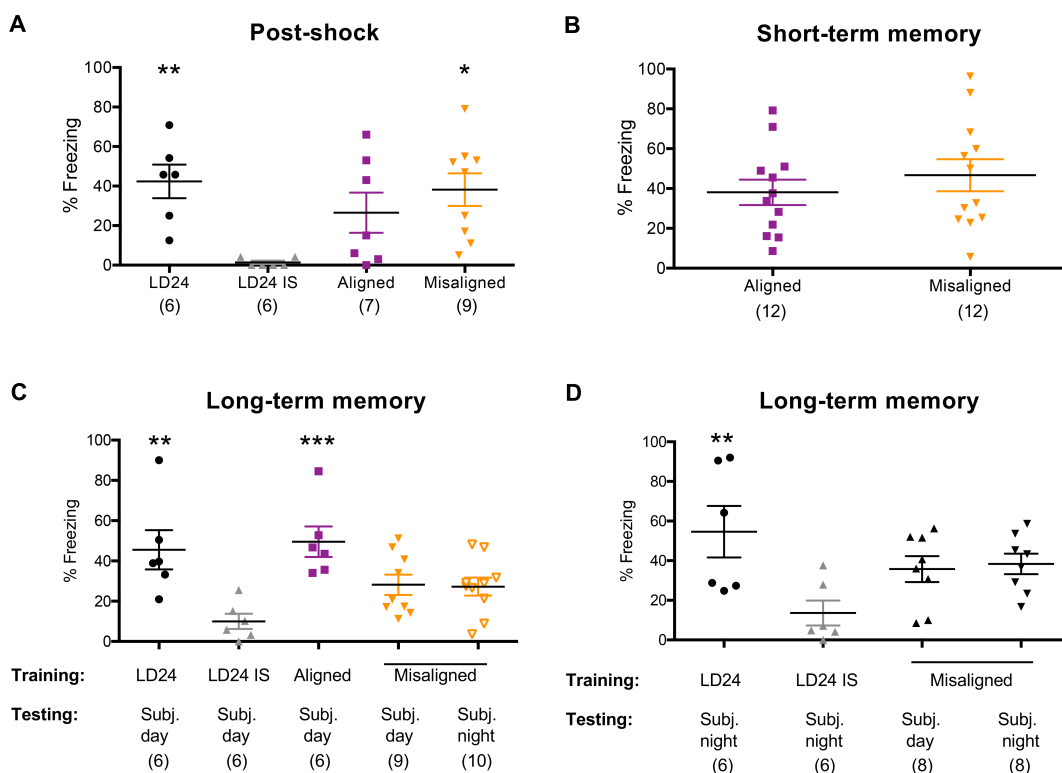 A
Post-shock
** *
% Freezing
100
80
60
40
20
0
LD24 LD24 IS Aligned Misaligned
(6) (6) (7) (9)
B
Short-term memory
% Freezing
100
80
60
40
20
0
Aligned Misaligned
(12) (12)
C
Long-term memory
** ***
% Freezing
100
80
60
40
20
0
Training: LD24 LD24 IS Aligned Misaligned
Testing: Subj. Subj. Subj. Subj. Subj.
day day day day night
(6) (6) (6) (9) (10)
D
Long-term memory
**
% Freezing
100
80
60
40
20
0
Training: LD24 LD24 IS Misaligned
Testing: Subj. Subj. Subj. Subj.
night night day night
(6) (6) (8) (8)